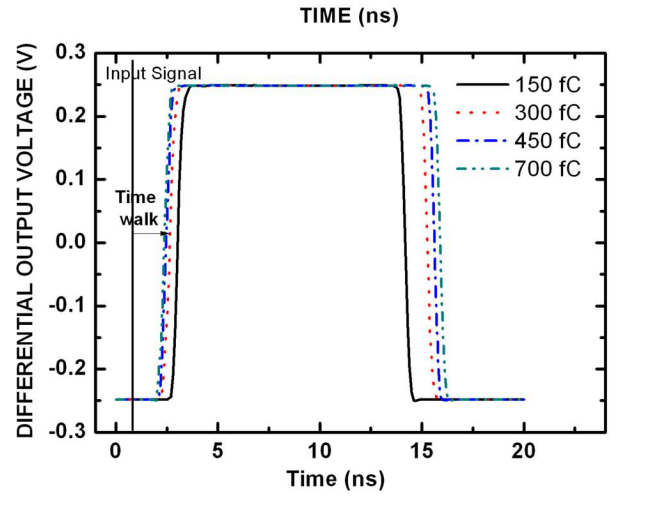 TIME (ns)
DIFFERENTIAL OUTPUT VOLTAGE (V)
0.3
0.2
0.1
0.0
-0.1
-0.2
-0.3
Input Signal
Time
walk
150 fC
300 fC
450 fC
700 fC
0
5
10
15
20
Time (ns)